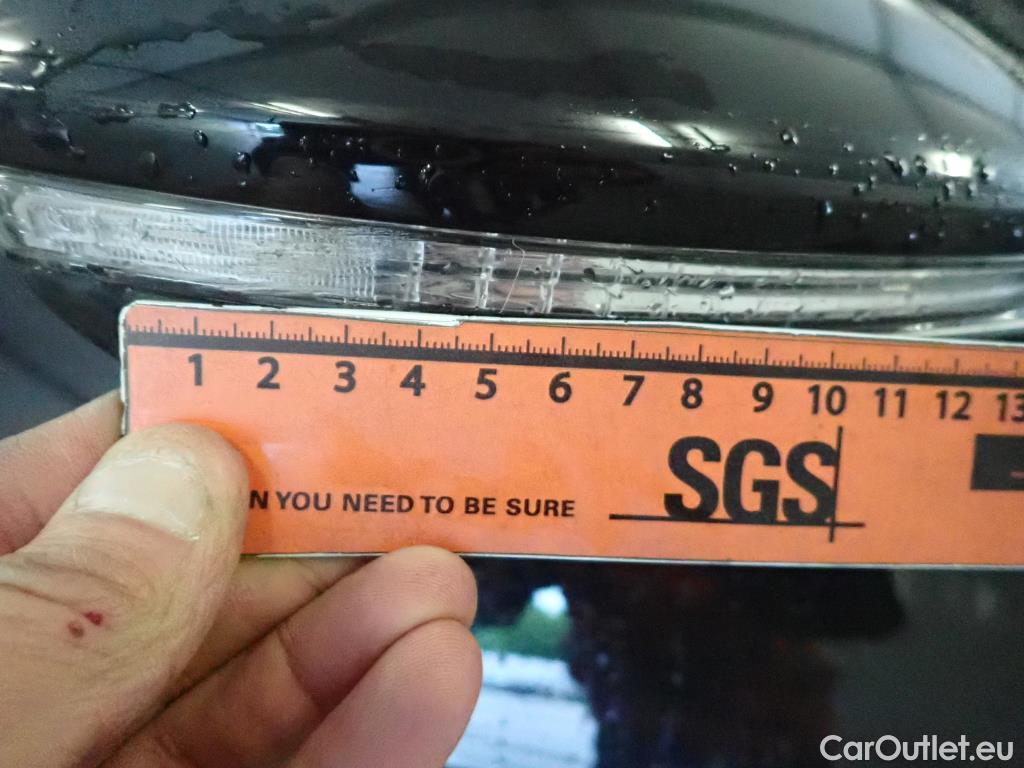 1 2 3 4 5 6 7 8 9 10 11 12 13
N YOU NEED TO BE SURE
SGS
CarOutlet.eu